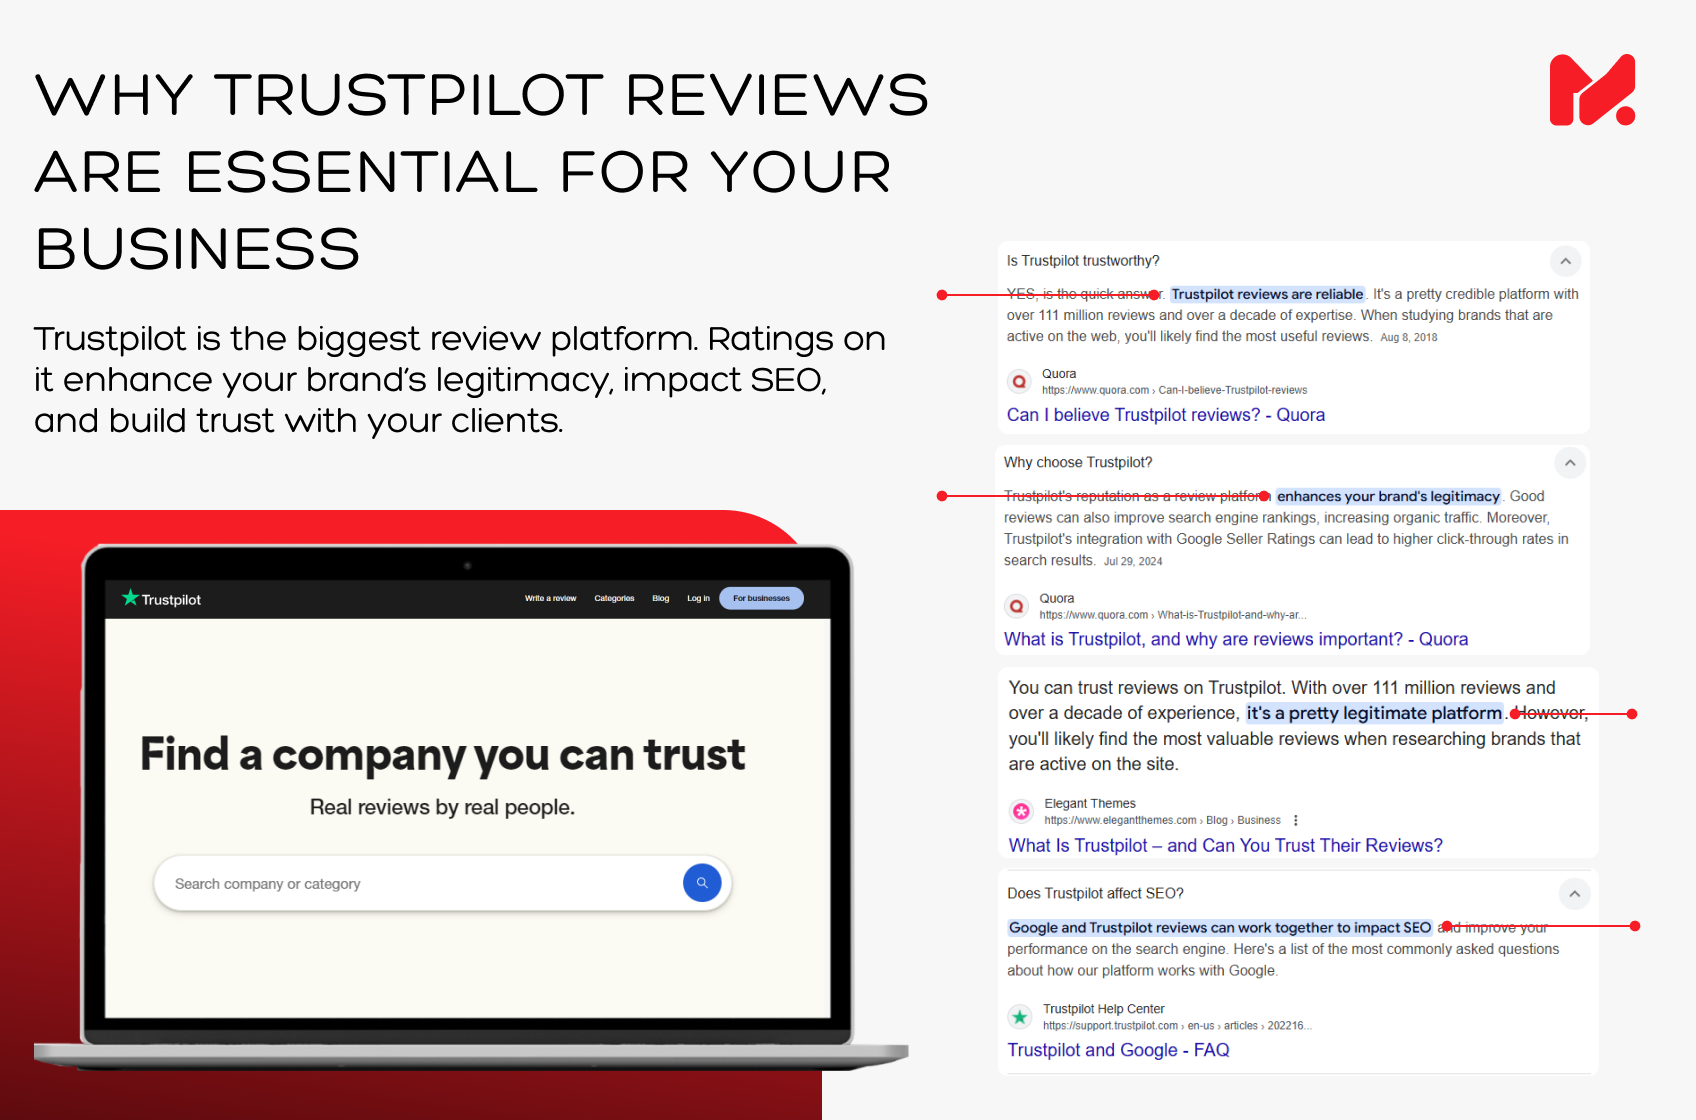 WHY TRUSTPILOT REVIEWS
ARE ESSENTIAL FOR YOUR
BUSINESS
Trustpilot is the biggest review platform. Ratings on
it enhance your brand's legitimacy, impact SEO,
and build trust with your clients.
Trustpilot
Write a review Categories Blog Log in For businesses
Find a company you can trust
Real reviews by real people.
Search company or category
Is Trustpilot trustworthy?
YES, is the quick answer. Trustpilot reviews are reliable. It's a pretty credible platform with
over 111 million reviews and over a decade of expertise. When studying brands that are
active on the web, you'll likely find the most useful reviews. Aug 8, 2018
Quora
https://www.quora.com › Can-I-believe-Trustpilot-reviews
Can I believe Trustpilot reviews? - Quora
Why choose Trustpilot?
Trustpilot's reputation as a review platform enhances your brand's legitimacy. Good
reviews can also improve search engine rankings, increasing organic traffic. Moreover,
Trustpilot's integration with Google Seller Ratings can lead to higher click-through rates in
search results. Jul 29, 2024
Quora
https://www.quora.com › What-is-Trustpilot-and-why-ar...
What is Trustpilot, and why are reviews important? - Quora
You can trust reviews on Trustpilot. With over 111 million reviews and
over a decade of experience, it's a pretty legitimate platform. However,
you'll likely find the most valuable reviews when researching brands that
are active on the site.
Elegant Themes
https://www.elegantthemes.com › Blog › Business
What Is Trustpilot – and Can You Trust Their Reviews?
Does Trustpilot affect SEO?
Google and Trustpilot reviews can work together to impact SEO and improve your
performance on the search engine. Here's a list of the most commonly asked questions
about how our platform works with Google.
Trustpilot Help Center
https://support.trustpilot.com › en-us › articles › 202216...
Trustpilot and Google - FAQ